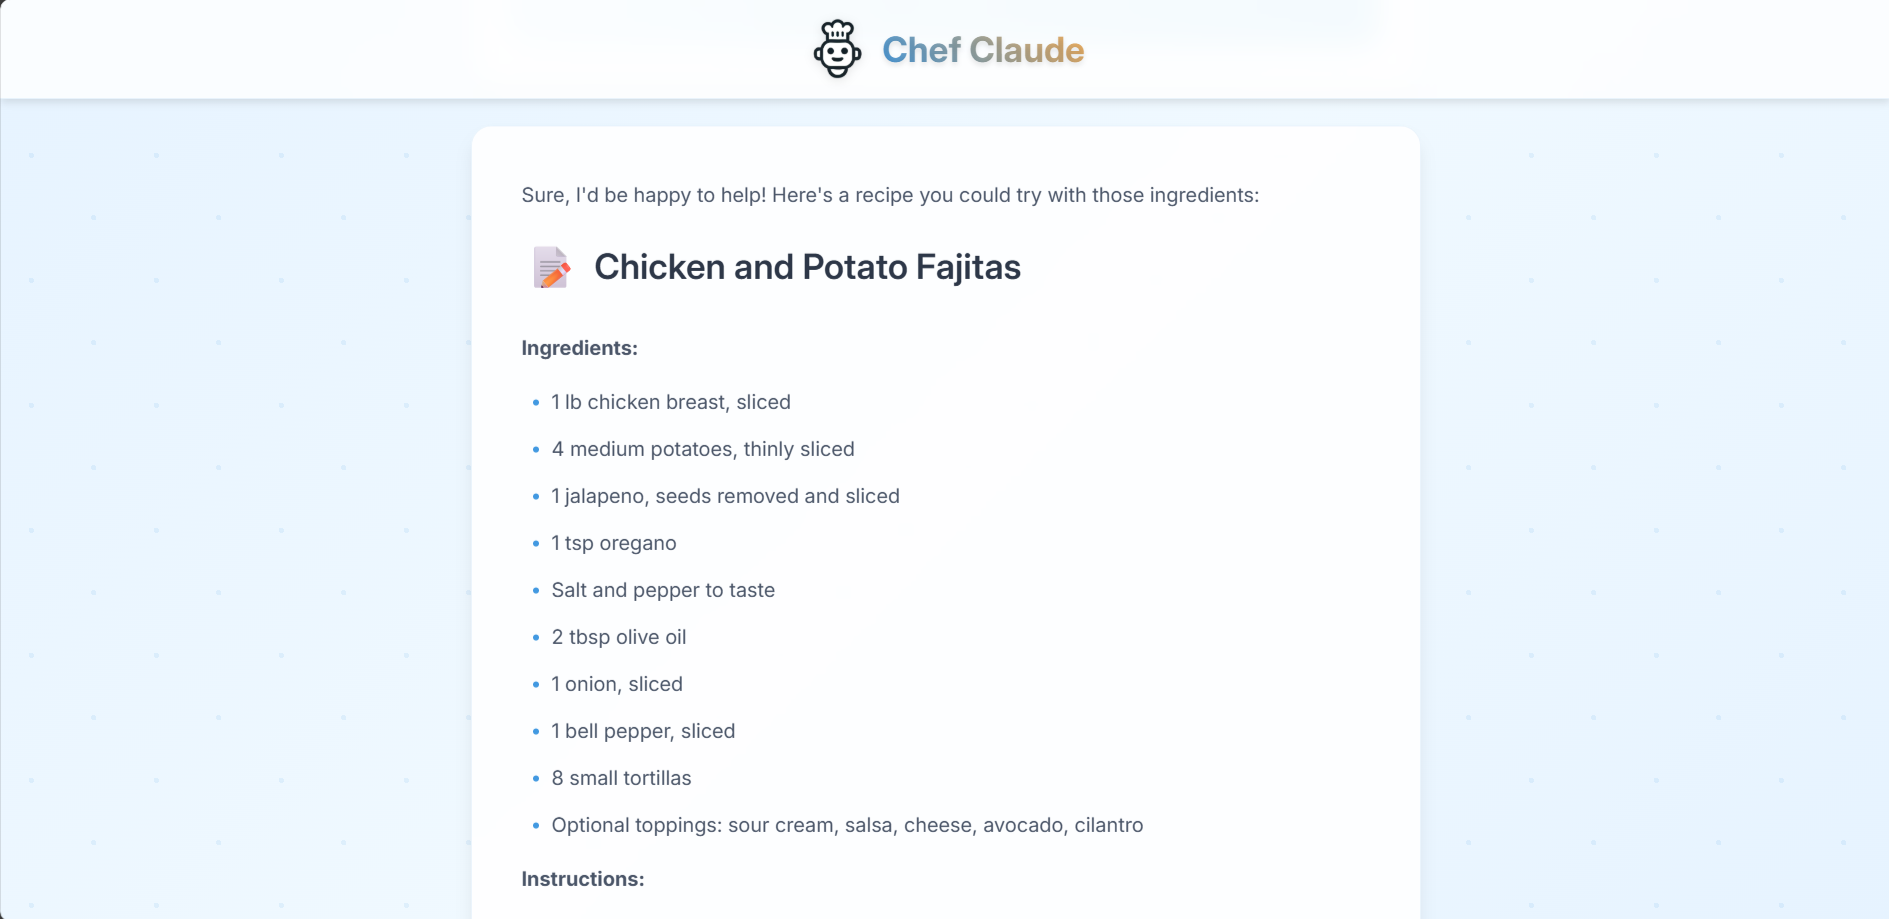 Chef Claude
Sure, I'd be happy to help! Here's a recipe you could try with those ingredients:
Chicken and Potato Fajitas
Ingredients:
• 1 lb chicken breast, sliced
• 4 medium potatoes, thinly sliced
• 1 jalapeno, seeds removed and sliced
• 1 tsp oregano
• Salt and pepper to taste
• 2 tbsp olive oil
• 1 onion, sliced
• 1 bell pepper, sliced
• 8 small tortillas
• Optional toppings: sour cream, salsa, cheese, avocado, cilantro
Instructions: